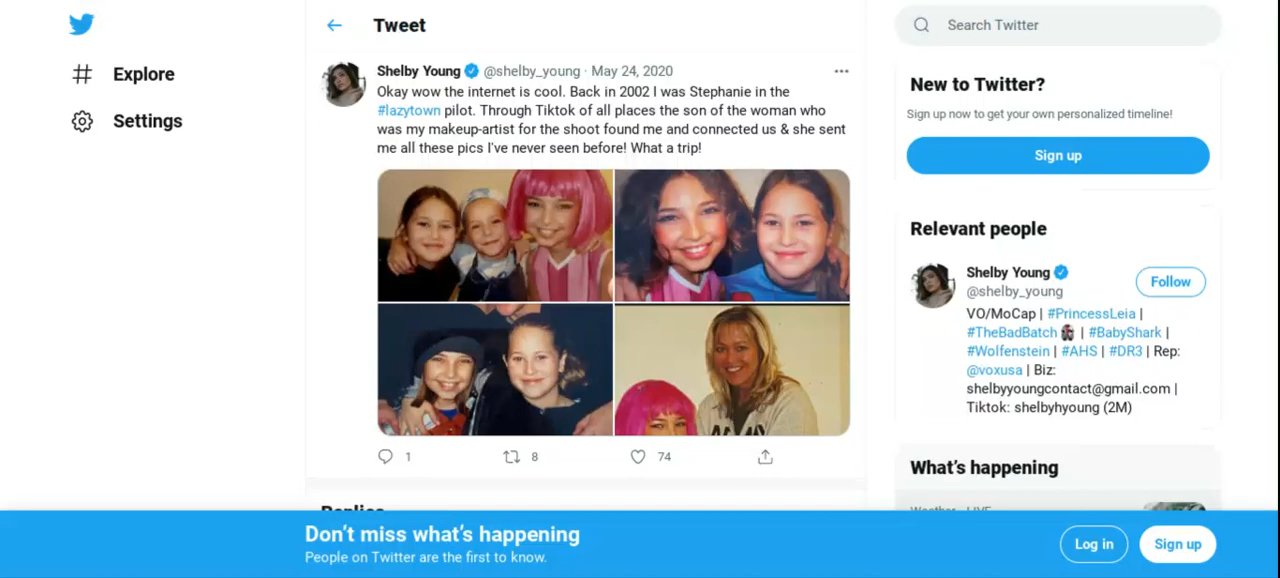 Tweet
Search Twitter
Explore
Settings
Shelby Young @shelby_young · May 24, 2020
Okay wow the internet is cool. Back in 2002 I was Stephanie in the
#lazytown pilot. Through Tiktok of all places the son of the woman who
was my makeup-artist for the shoot found me and connected us & she sent
me all these pics I've never seen before! What a trip!
1
8
74
Replies
New to Twitter?
Sign up now to get your own personalized timeline!
Sign up
Relevant people
Shelby Young
@shelby_young
Follow
VO/MoCap | #PrincessLeia |
#TheBadBatch | #BabyShark |
#Wolfenstein | #AHS | #DR3 | Rep:
@voxusa | Biz:
shelbyyoungcontact@gmail.com |
Tiktok: shelbyhyoung (2M)
What's happening
Weather · LIVE
Don't miss what's happening
People on Twitter are the first to know.
Log in
Sign up